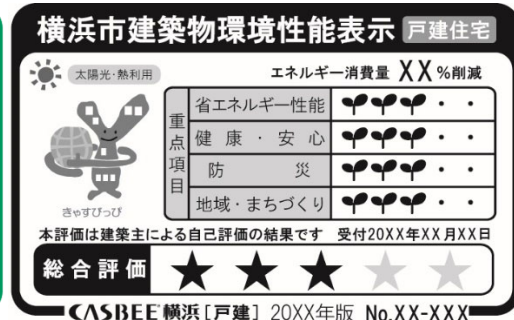 横浜市建築物環境性能表示 戸建住宅
太陽光・熱利用
エネルギー消費量 XX%削減
重点項目
省エネルギー性能
健康・安心
防災
地域・まちづくり
きゃすぴっぴ
本評価は建築主による自己評価の結果です 受付20XX年XX月XX日
総合評価
CASBEE横浜[戸建] 20XX年版 No.XX-XXX